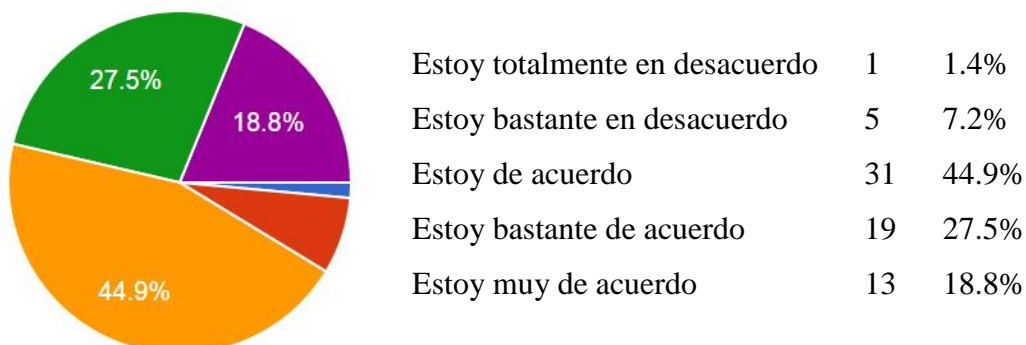 27.5%
18.8%
44.9%
Estoy totalmente en desacuerdo 1 1.4%
Estoy bastante en desacuerdo 5 7.2%
Estoy de acuerdo 31 44.9%
Estoy bastante de acuerdo 19 27.5%
Estoy muy de acuerdo 13 18.8%